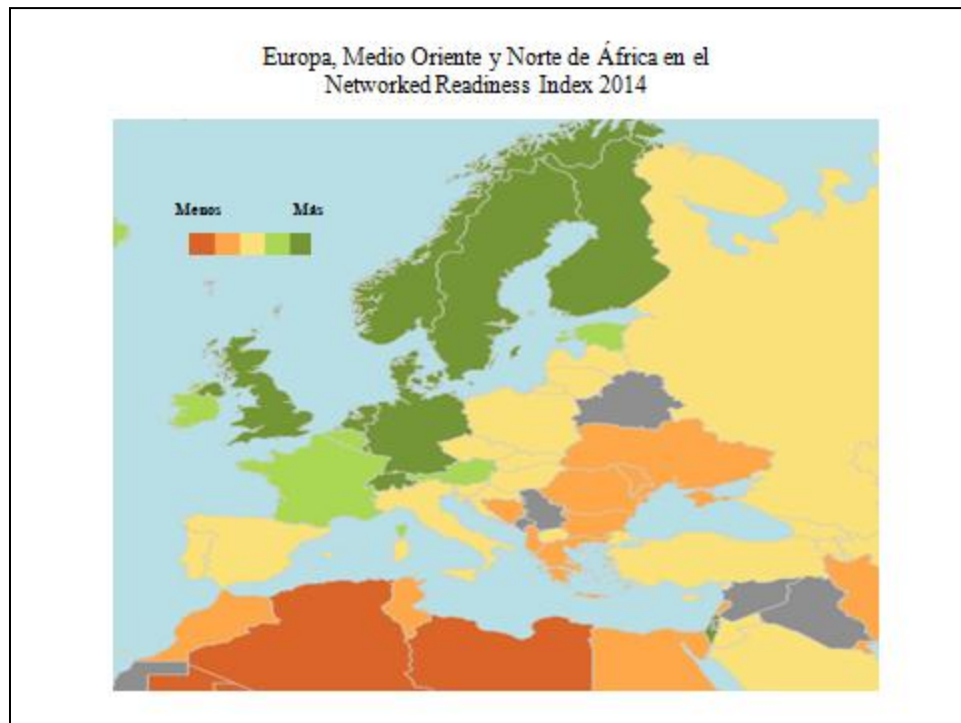 Europa, Medio Oriente y Norte de África en el
Networked Readiness Index 2014
Menos Más